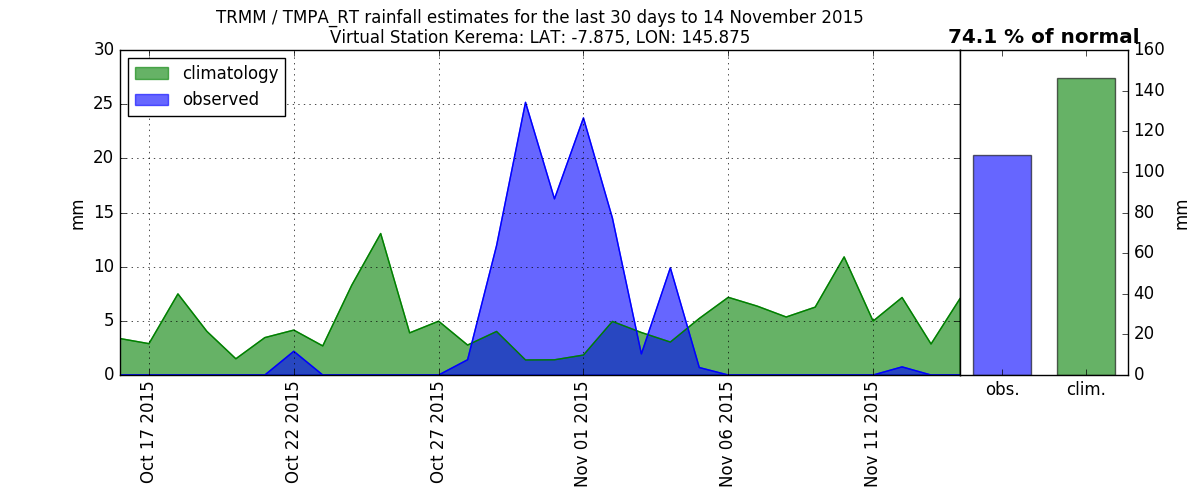 TRMM / TMPA_RT rainfall estimates for the last 30 days to 14 November 2015
Virtual Station Kerema: LAT: -7.875, LON: 145.875
74.1 % of normal
climatology
observed
30
25
20
15
10
5
0
mm
Oct 17 2015
Oct 22 2015
Oct 27 2015
Nov 01 2015
Nov 06 2015
Nov 11 2015
160
140
120
100
80
60
40
20
0
mm
obs.
clim.